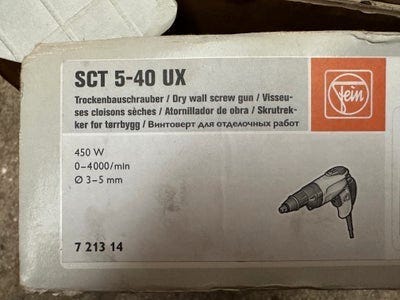 SCT 5-40 UX
Trockenbauschrauber / Dry wall screw gun / Visseu-
ses cloisons sèches / Atornillador de obra / Skrutrek-
ker for tørrbygg / Винтоверт для отделочных работ
Fein
450 W
0-4000/min
Ø 3-5 mm
7 213 14